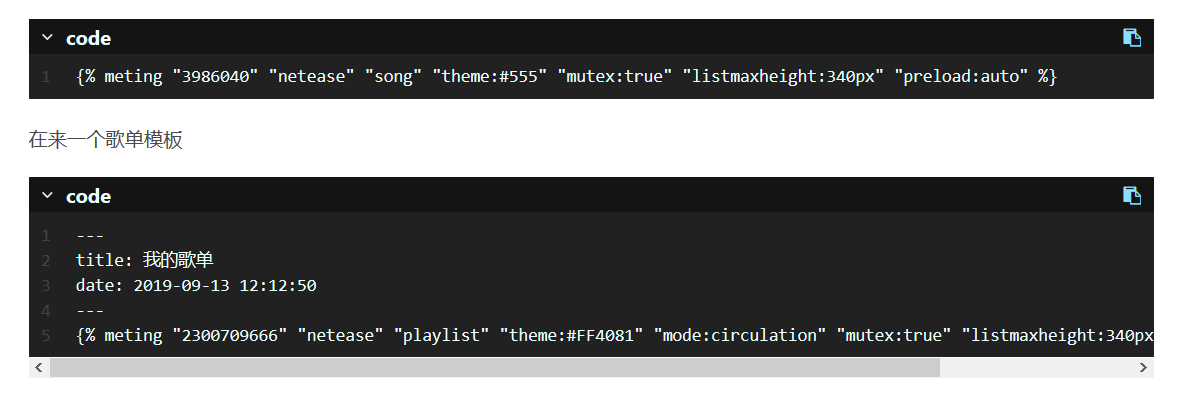 code
1 {% meting "3986040" "netease" "song" "theme:#555" "mutex:true" "listmaxheight:340px" "preload:auto" %}
在来一个歌单模板
code
1 ---
2 title: 我的歌单
3 date: 2019-09-13 12:12:50
4 ---
5 {% meting "2300709666" "netease" "playlist" "theme:#FF4081" "mode:circulation" "mutex:true" "listmaxheight:340px